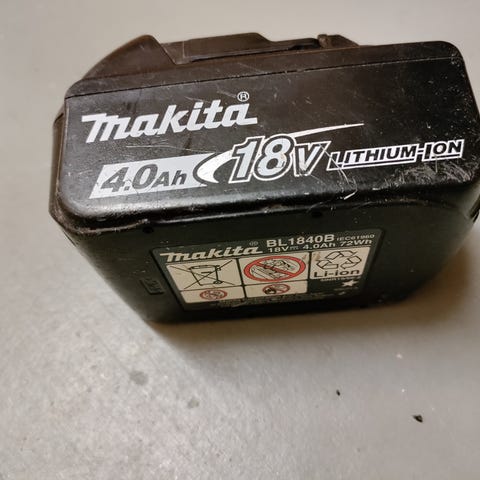 makita®
4.0Ah 18V LITHIUM-ION
makita® BL1840B IEC61960
18V⎓ 4.0Ah 72Wh
Li-ion